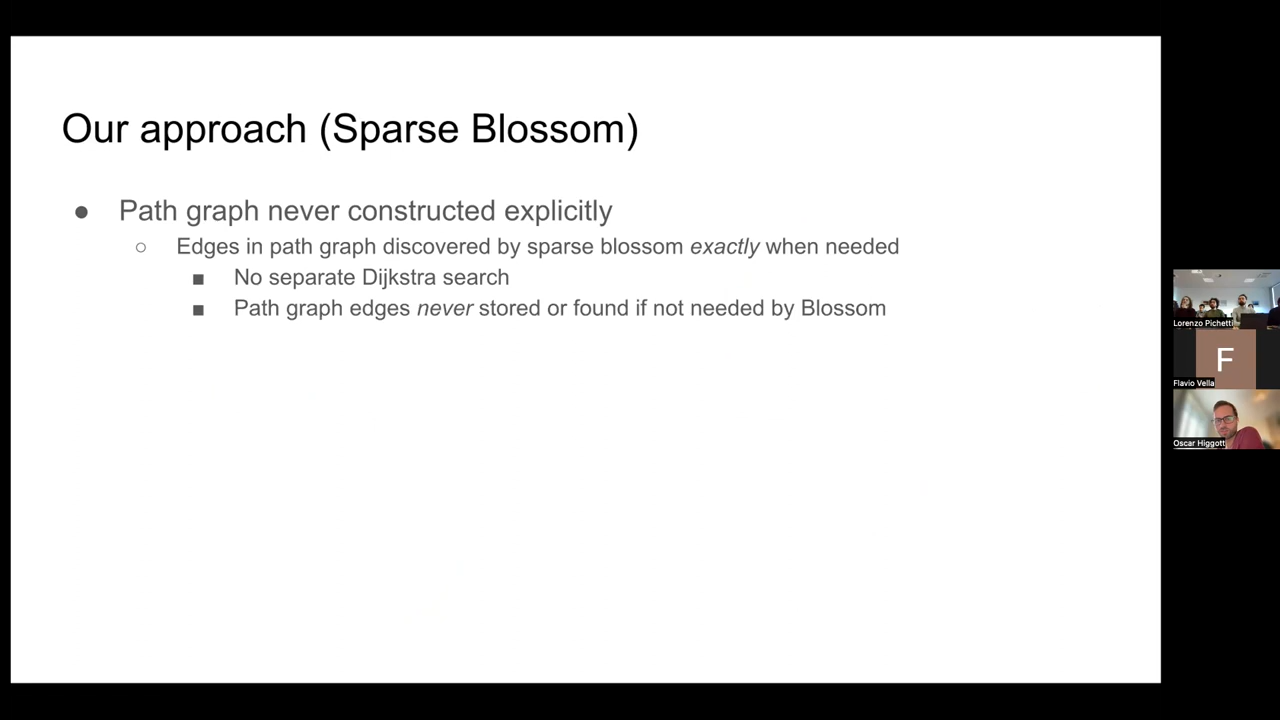 Our approach (Sparse Blossom)
● Path graph never constructed explicitly
○ Edges in path graph discovered by sparse blossom exactly when needed
■ No separate Dijkstra search
■ Path graph edges never stored or found if not needed by Blossom
Lorenzo Pichetti
F
Flavio Vella
Oscar Higgott